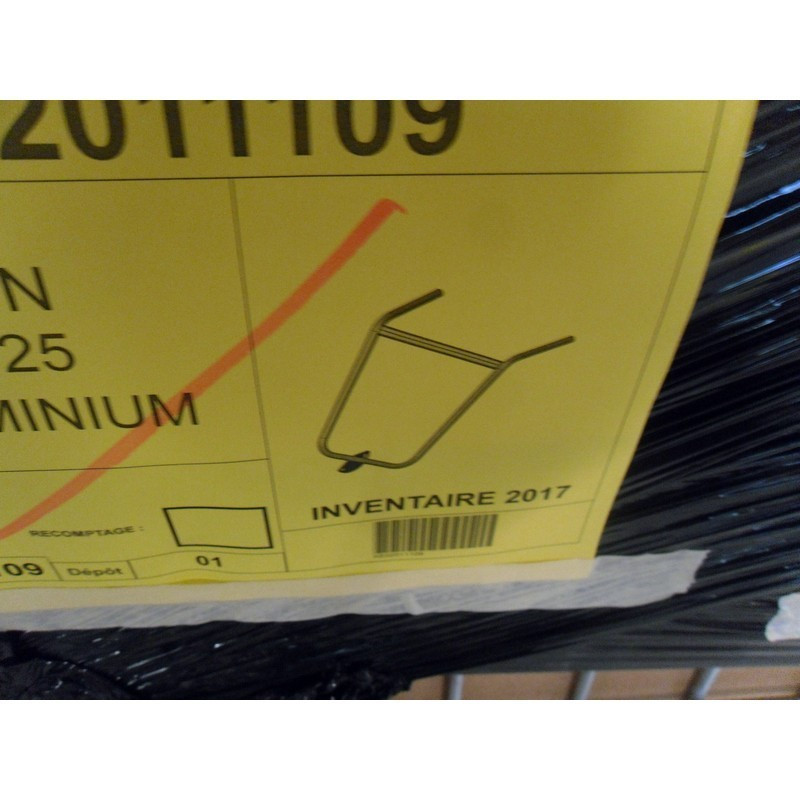 2011109
N
25
MINIUM
INVENTAIRE 2017
RECOMPTAGE :
109 Dépôt 01